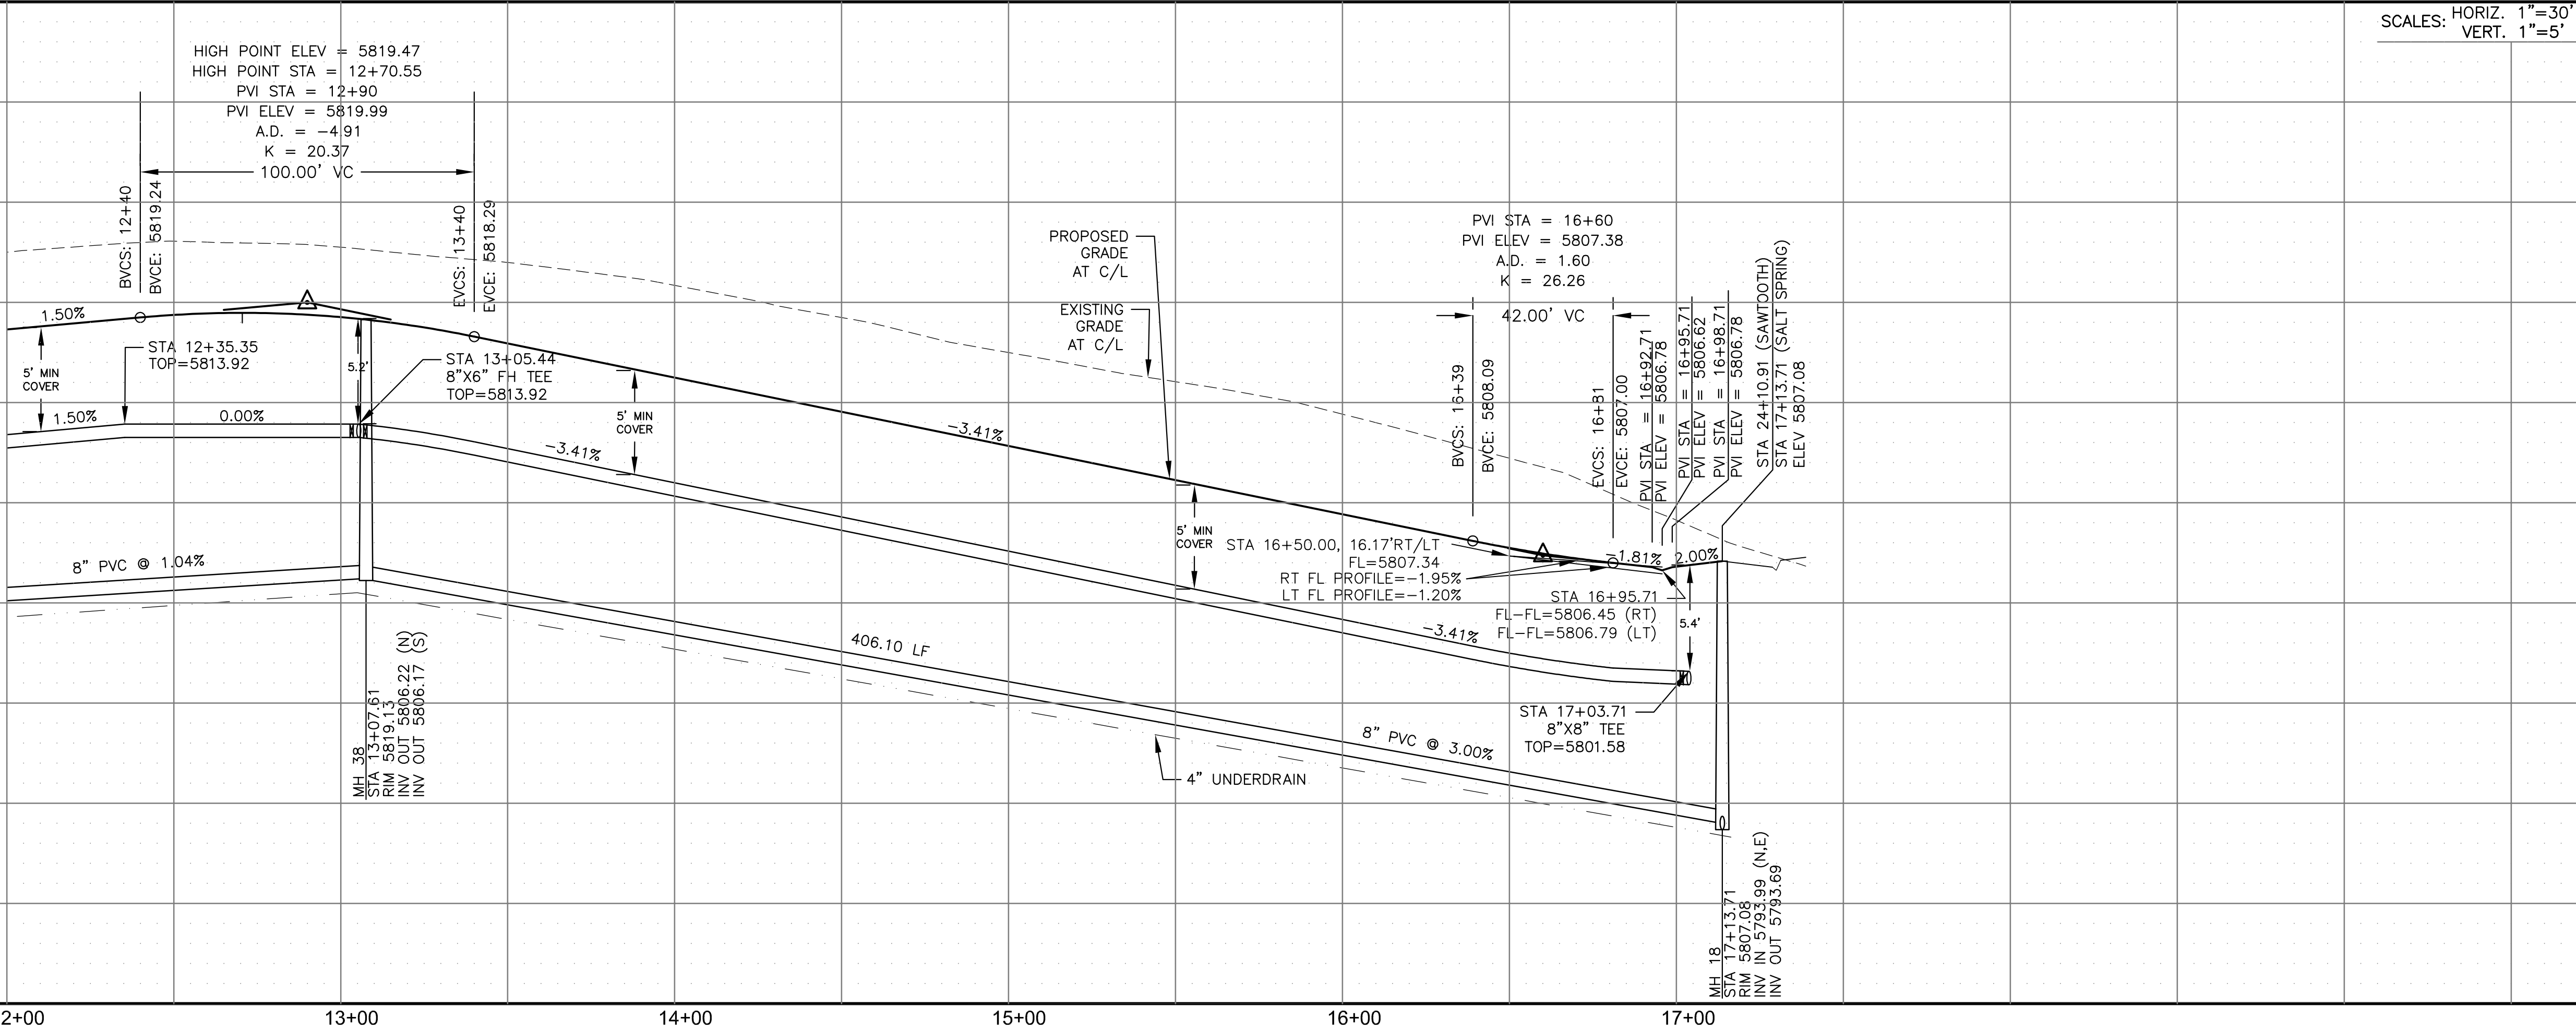 SCALES: HORIZ. 1"=30'
VERT. 1"=5'
HIGH POINT ELEV = 5819.47
HIGH POINT STA = 12+70.55
PVI STA = 12+90
PVI ELEV = 5819.99
A.D. = -4.91
K = 20.37
100.00' VC
BVCS: 12+40
BVCE: 5819.24
EVCS: 13+40
EVCE: 5818.29
1.50%
5' MIN
COVER
STA 12+35.35
TOP=5813.92
1.50%
0.00%
5.2'
STA 13+05.44
8"X6" FH TEE
TOP=5813.92
-3.41%
5' MIN
COVER
8" PVC @ 1.04%
MH 38
STA 13+07.61
RIM 5819.13
INV OUT 5806.22 (N)
INV OUT 5806.17 (S)
406.10 LF
-3.41%
PROPOSED
GRADE
AT C/L
EXISTING
GRADE
AT C/L
5' MIN
COVER
4" UNDERDRAIN
8" PVC @ 3.00%
PVI STA = 16+60
PVI ELEV = 5807.38
A.D. = 1.60
K = 26.26
42.00' VC
BVCS: 16+39
BVCE: 5808.09
EVCS: 16+81
EVCE: 5807.00
PVI STA = 16+92.71
PVI ELEV = 5806.78
PVI STA = 16+95.71
PVI ELEV = 5806.62
PVI STA = 16+98.71
PVI ELEV = 5806.78
STA 24+10.91 (SAWTOOTH)
STA 17+13.71 (SALT SPRING)
ELEV 5807.08
STA 16+50.00, 16.17'RT/LT
FL=5807.34
RT FL PROFILE=-1.95%
LT FL PROFILE=-1.20%
-1.81%
2.00%
STA 16+95.71
FL-FL=5806.45 (RT)
FL-FL=5806.79 (LT)
-3.41%
5.4'
STA 17+03.71
8"X8" TEE
TOP=5801.58
MH 18
STA 17+13.71
RIM 5807.08
INV IN 5793.99 (N,E)
INV OUT 5793.69
2+00
13+00
14+00
15+00
16+00
17+00